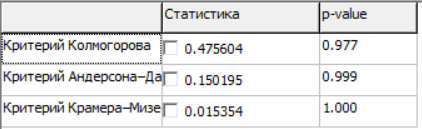 Статистика p-value
Критерий Колмогорова 0.475604 0.977
Критерий Андерсона-Да 0.150195 0.999
Критерий Крамера-Мизе 0.015354 1.000